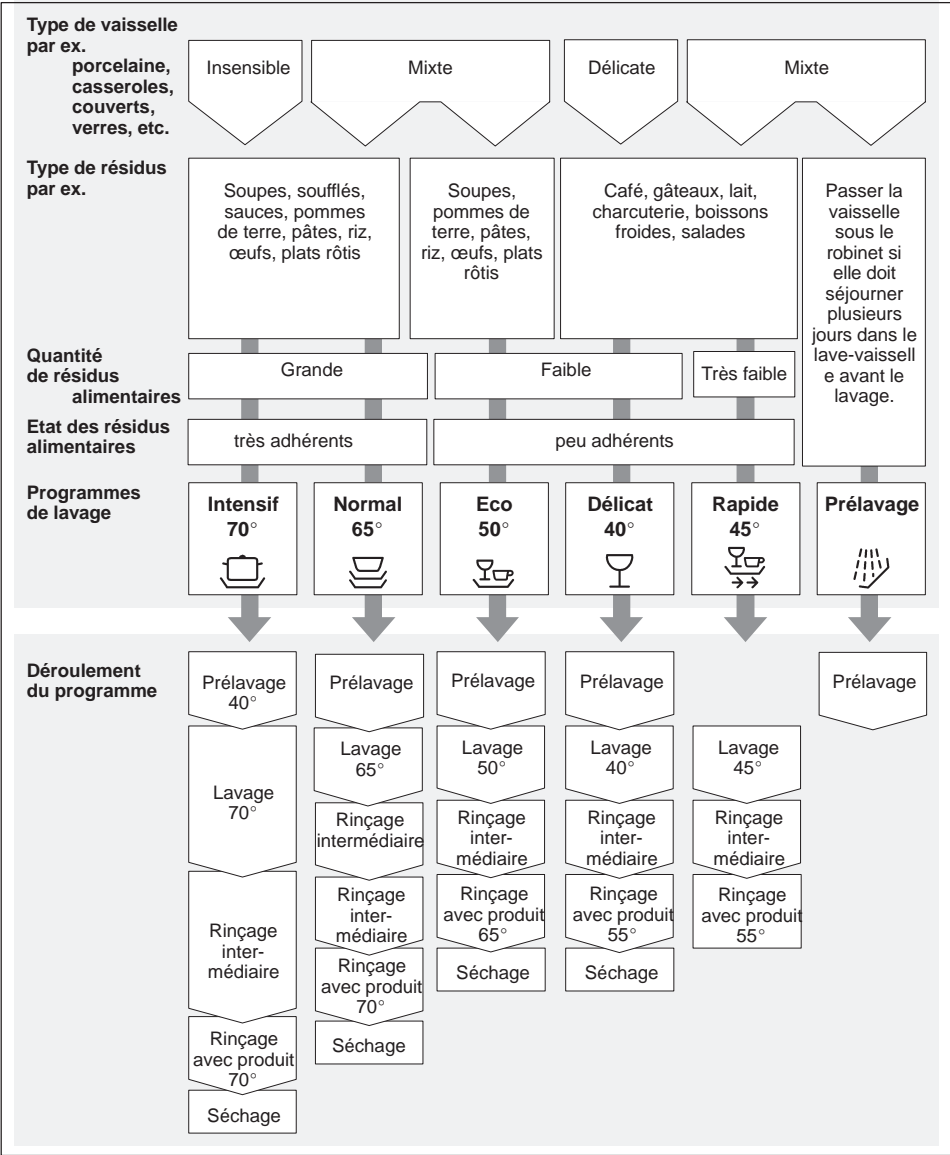 Type de vaisselle
par ex.
porcelaine,
casseroles,
couverts,
verres, etc.
Insensible
Mixte
Délicate
Mixte
Type de résidus
par ex.
Soupes, soufflés,
sauces, pommes
de terre, pâtes, riz,
œufs, plats rôtis
Soupes,
pommes de
terre, pâtes,
riz, œufs, plats
rôtis
Café, gâteaux, lait,
charcuterie, boissons
froides, salades
Passer la
vaisselle
sous le
robinet si
elle doit
séjourner
plusieurs
jours dans le
lave-vaissell
e avant le
lavage.
Quantité
de résidus
alimentaires
Grande
Faible
Très faible
Etat des résidus
alimentaires
très adhérents
peu adhérents
Programmes
de lavage
Intensif
70°
Normal
65°
Eco
50°
Délicat
40°
Rapide
45°
Prélavage
Déroulement
du programme
Prélavage
40°
Lavage
70°
Rinçage
inter-
médiaire
Rinçage
avec produit
70°
Séchage
Prélavage
Lavage
65°
Rinçage
intermédiaire
Rinçage
inter-
médiaire
Rinçage
avec produit
70°
Séchage
Prélavage
Lavage
50°
Rinçage
inter-
médiaire
Rinçage
avec produit
65°
Séchage
Prélavage
Lavage
40°
Rinçage
inter-
médiaire
Rinçage
avec produit
55°
Séchage
Lavage
45°
Rinçage
inter-
médiaire
Rinçage
avec produit
55°
Prélavage